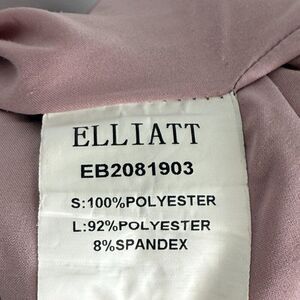 ELLIATT
EB2081903
S:100%POLYESTER
L:92%POLYESTER
8%SPANDEX